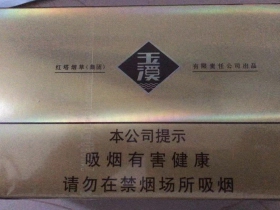 红塔烟草(集团)
玉溪
有限责任公司出品
本公司提示
吸烟有害健康
请勿在禁烟场所吸烟